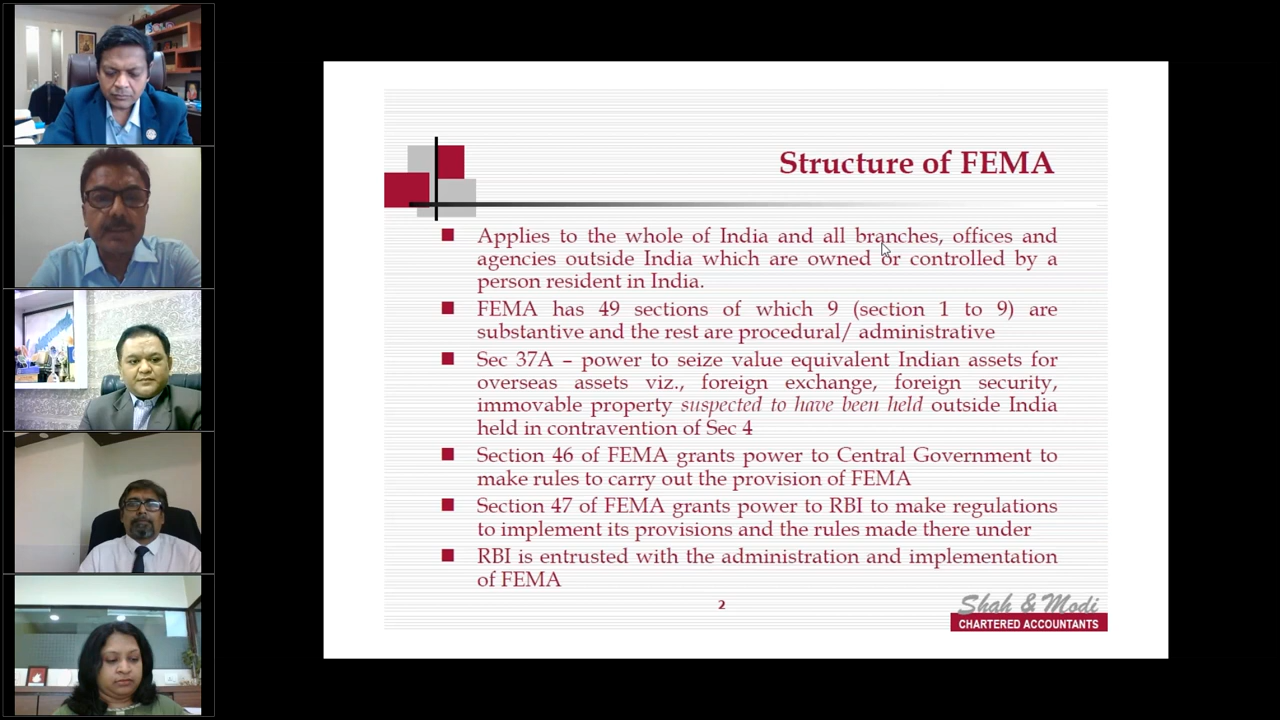 Structure of FEMA
■ Applies to the whole of India and all branches, offices and
agencies outside India which are owned or controlled by a
person resident in India.
■ FEMA has 49 sections of which 9 (section 1 to 9) are
substantive and the rest are procedural/ administrative
■ Sec 37A – power to seize value equivalent Indian assets for
overseas assets viz., foreign exchange, foreign security,
immovable property suspected to have been held outside India
held in contravention of Sec 4
■ Section 46 of FEMA grants power to Central Government to
make rules to carry out the provision of FEMA
■ Section 47 of FEMA grants power to RBI to make regulations
to implement its provisions and the rules made there under
■ RBI is entrusted with the administration and implementation
of FEMA
2
Shah & Modi
CHARTERED ACCOUNTANTS